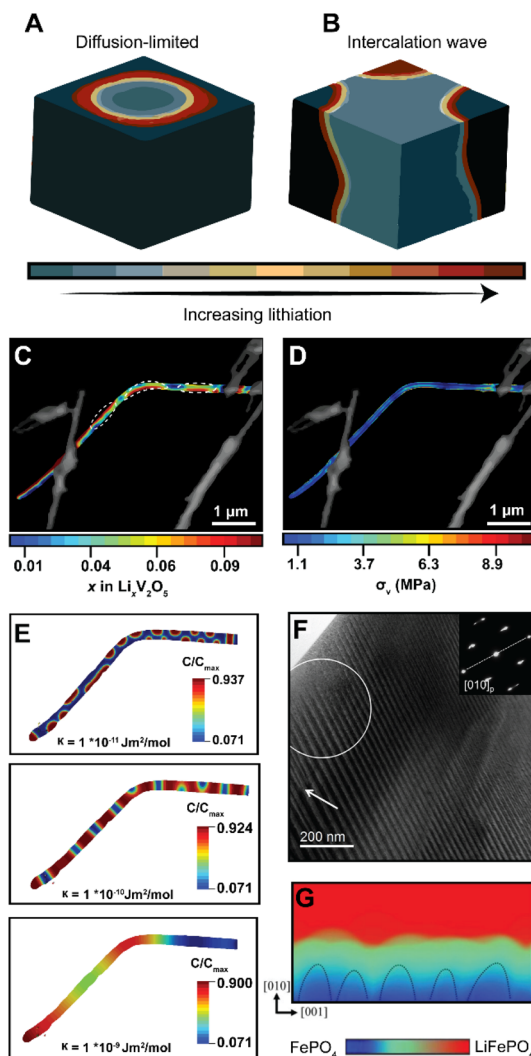 A
B
Diffusion-limited
Intercalation wave
Increasing lithiation
C
D
1 µm
1 µm
0.01 0.04 0.06 0.09
1.1 3.7 6.3 8.9
x in LiₓV₂O₅
σᵥ (MPa)
E
C/Cmax
0.937
0.071
κ = 1 *10⁻¹¹ Jm²/mol
C/Cmax
0.924
0.071
κ = 1 *10⁻¹⁰ Jm²/mol
C/Cmax
0.900
0.071
κ = 1 *10⁻⁹ Jm²/mol
F
[010]p
200 nm
G
[010]
[001]
FePO₄
LiFePO